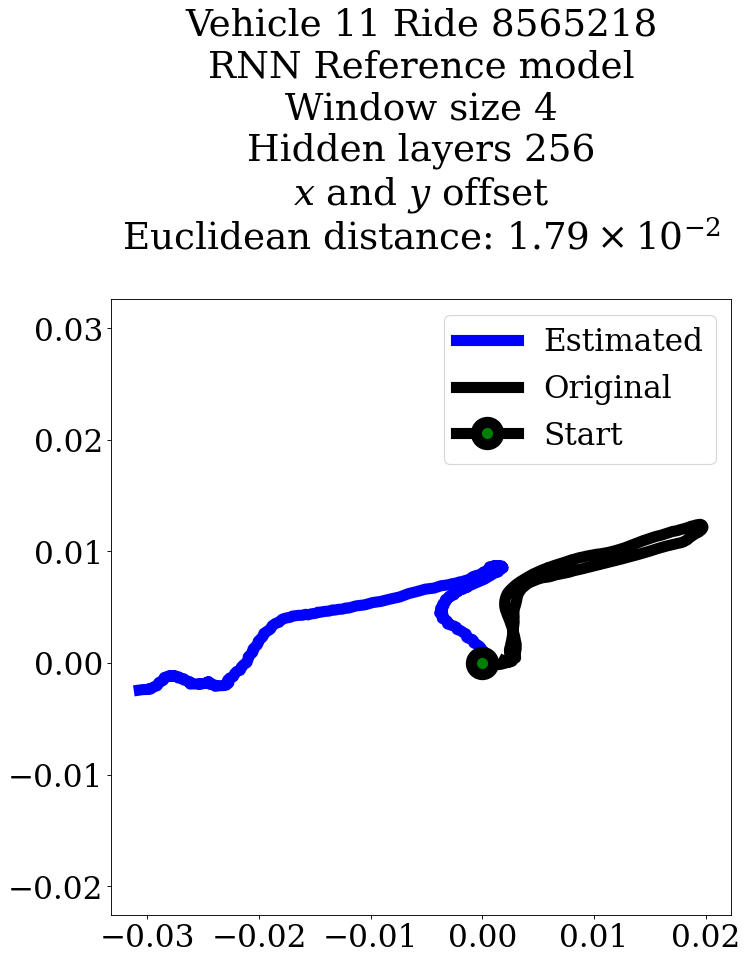 Vehicle 11 Ride 8565218
RNN Reference model
Window size 4
Hidden layers 256
x and y offset
Euclidean distance: 1.79 × 10⁻²
Estimated
Original
Start
0.03
0.02
0.01
0.00
−0.01
−0.02
−0.03 −0.02 −0.01 0.00 0.01 0.02